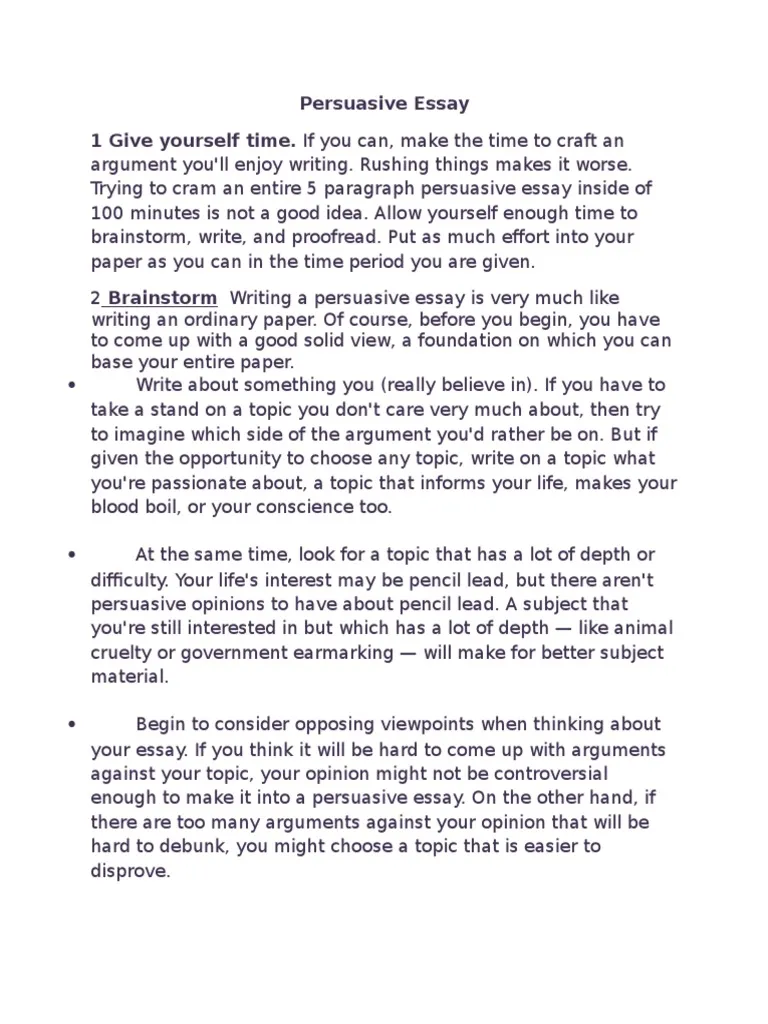 Persuasive Essay
1 Give yourself time. If you can, make the time to craft an
argument you'll enjoy writing. Rushing things makes it worse.
Trying to cram an entire 5 paragraph persuasive essay inside of
100 minutes is not a good idea. Allow yourself enough time to
brainstorm, write, and proofread. Put as much effort into your
paper as you can in the time period you are given.
2 Brainstorm  Writing a persuasive essay is very much like
writing an ordinary paper. Of course, before you begin, you have
to come up with a good solid view, a foundation on which you can
base your entire paper.
• Write about something you (really believe in). If you have to
take a stand on a topic you don't care very much about, then try
to imagine which side of the argument you'd rather be on. But if
given the opportunity to choose any topic, write on a topic what
you're passionate about, a topic that informs your life, makes your
blood boil, or your conscience too.
• At the same time, look for a topic that has a lot of depth or
difficulty. Your life's interest may be pencil lead, but there aren't
persuasive opinions to have about pencil lead. A subject that
you're still interested in but which has a lot of depth — like animal
cruelty or government earmarking — will make for better subject
material.
• Begin to consider opposing viewpoints when thinking about
your essay. If you think it will be hard to come up with arguments
against your topic, your opinion might not be controversial
enough to make it into a persuasive essay. On the other hand, if
there are too many arguments against your opinion that will be
hard to debunk, you might choose a topic that is easier to
disprove.